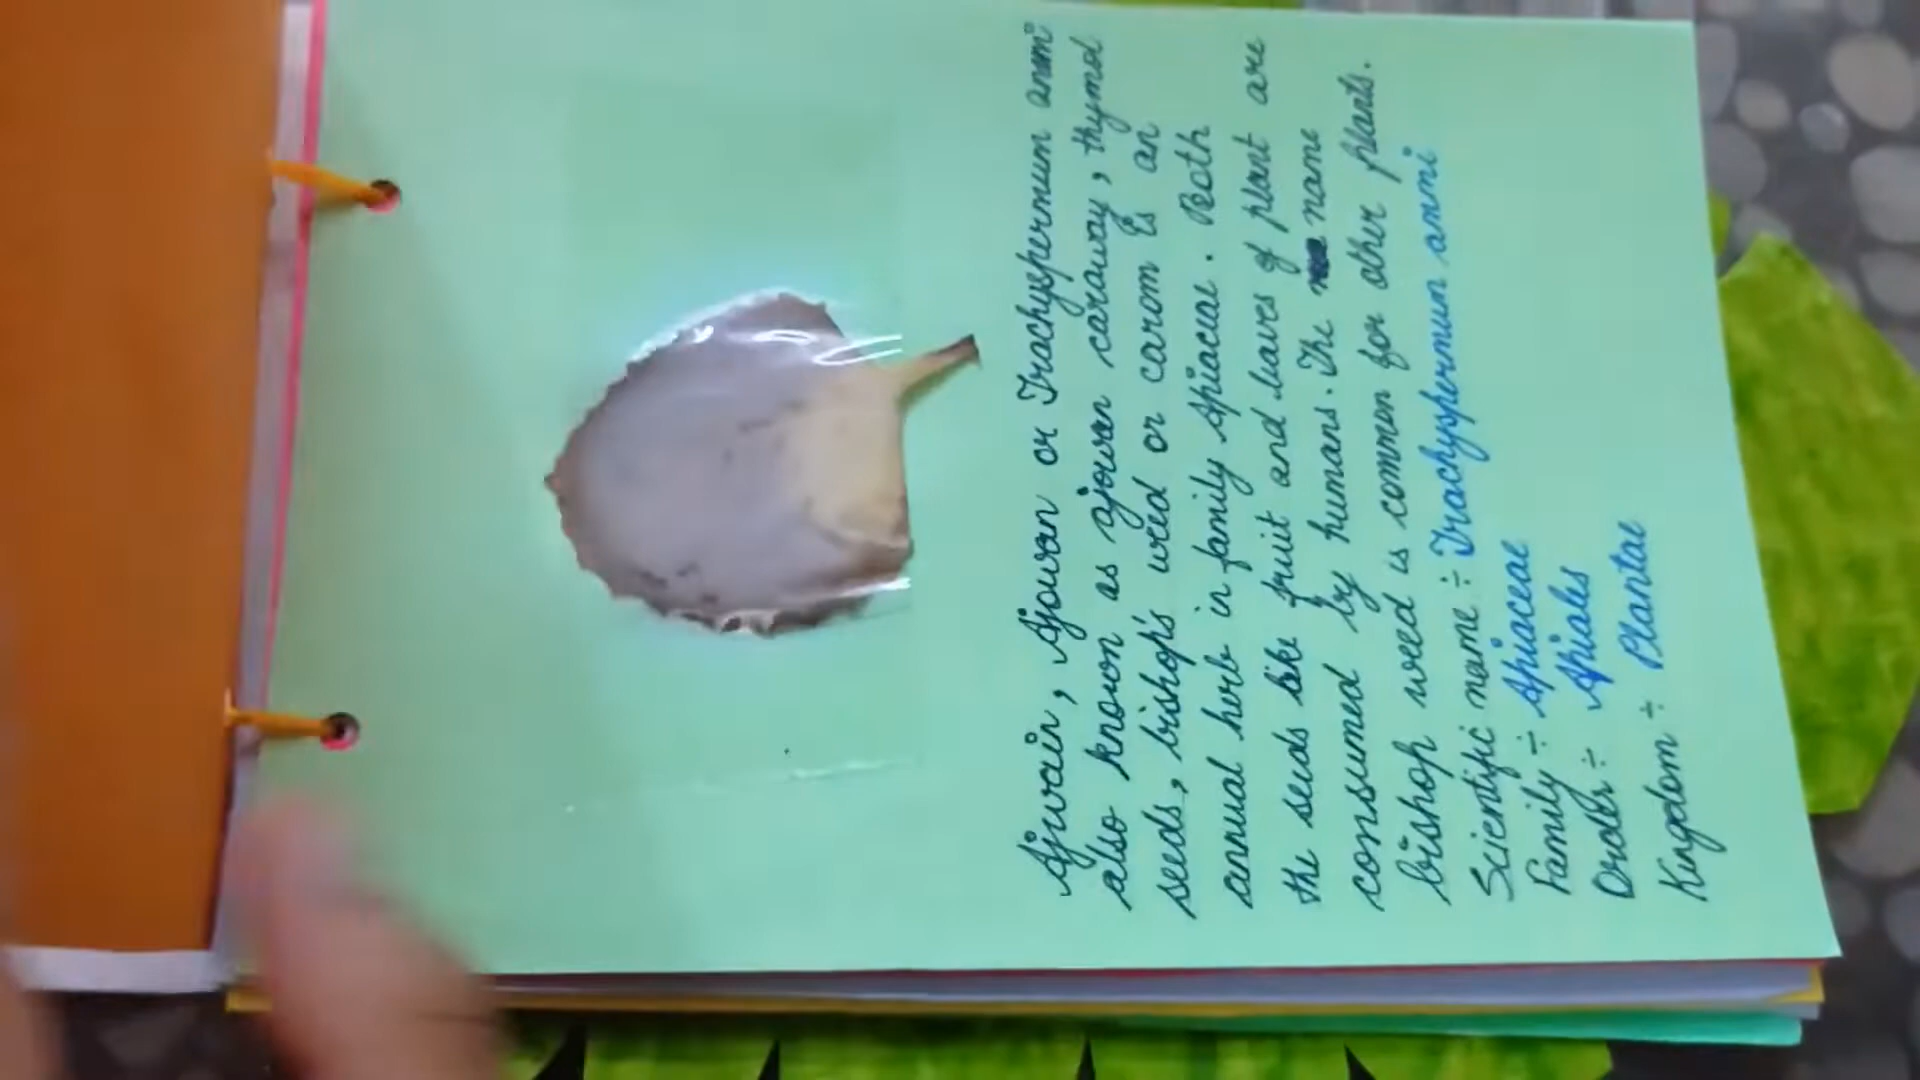 Ajwain, Ajowan or Trachyspermum ammi
also known as ajowan caraway, thymol
seeds, bishop's weed or carom is an
annual herb in family Apiaceae. Both
the seeds like fruit and leaves of plant are
consumed by humans. The name
bishop weed is common for other plants.
Scientific name ÷ Trachyspermum ammi
Family ÷ Apiaceae
Order ÷ Apiales
Kingdom ÷ Plantae